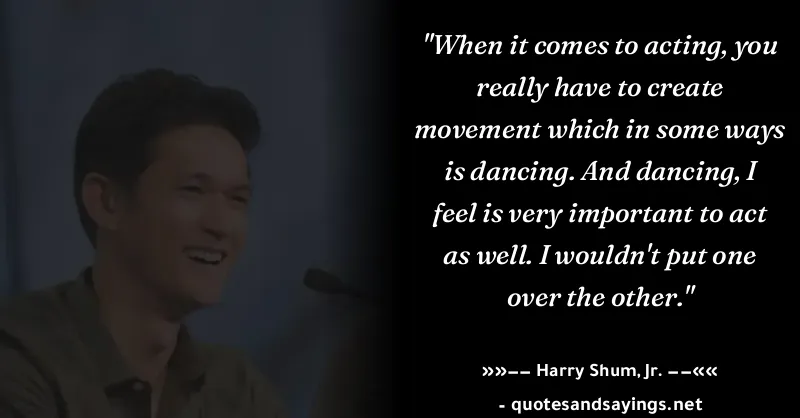 "When it comes to acting, you
really have to create
movement which in some ways
is dancing. And dancing, I
feel is very important to act
as well. I wouldn't put one
over the other."
»»–– Harry Shum, Jr. ––««
- quotesandsayings.net